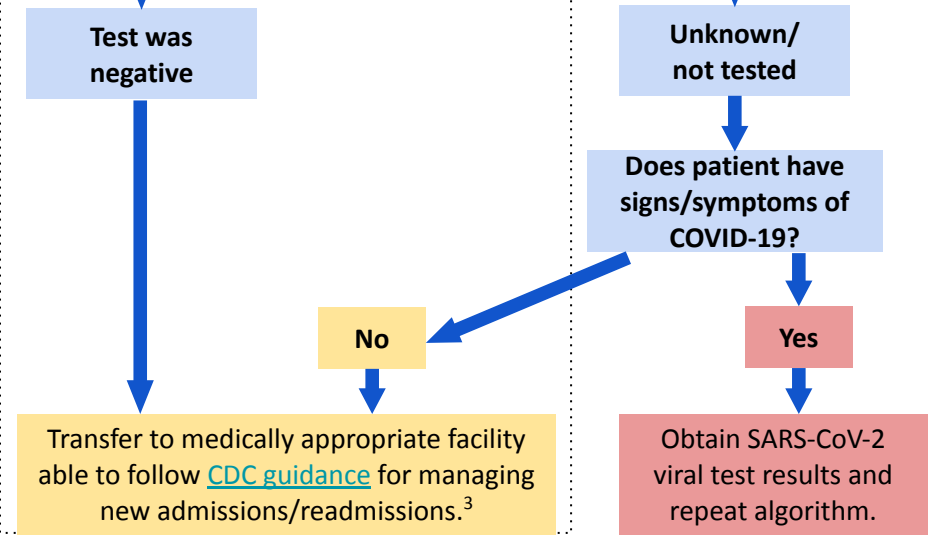 Test was
negative
Unknown/
not tested
Does patient have
signs/symptoms of
COVID-19?
No
Yes
Transfer to medically appropriate facility
able to follow CDC guidance for managing
new admissions/readmissions.³
Obtain SARS-CoV-2
viral test results and
repeat algorithm.